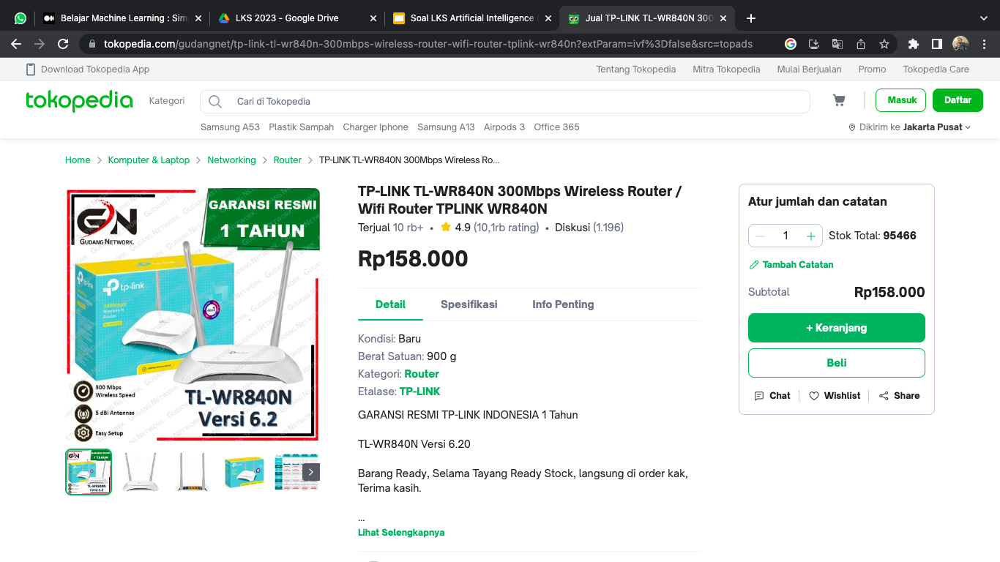 Belajar Machine Learning : Sim
LKS 2023 - Google Drive
Soal LKS Artificial Intelligence (
Jual TP-LINK TL-WR840N 300
tokopedia.com/gudangnet/tp-link-tl-wr840n-300mbps-wireless-router-wifi-router-tplink-wr840n?extParam=ivf%3Dfalse&src=topads
Download Tokopedia App
Tentang Tokopedia
Mitra Tokopedia
Mulai Berjualan
Promo
Tokopedia Care
tokopedia
Kategori
Cari di Tokopedia
Masuk
Daftar
Samsung A53
Plastik Sampah
Charger Iphone
Samsung A13
Airpods 3
Office 365
Dikirim ke Jakarta Pusat
Home
Komputer & Laptop
Networking
Router
TP-LINK TL-WR840N 300Mbps Wireless Ro...
GN
GUDANG NETWORK.
GARANSI RESMI
1 TAHUN
tp-link
300Mbps
Wireless N
Router
4in1
300 Mbps
Wireless Speed
5 dBi Antennas
Easy Setup
TL-WR840N
Versi 6.2
TP-LINK TL-WR840N 300Mbps Wireless Router /
Wifi Router TPLINK WR840N
Terjual 10 rb+ • 4.9 (10,1rb rating) • Diskusi (1.196)
Rp158.000
Detail
Spesifikasi
Info Penting
Kondisi: Baru
Berat Satuan: 900 g
Kategori: Router
Etalase: TP-LINK
GARANSI RESMI TP-LINK INDONESIA 1 Tahun
TL-WR840N Versi 6.20
Barang Ready, Selama Tayang Ready Stock, langsung di order kak,
Terima kasih.
...
Lihat Selengkapnya
Atur jumlah dan catatan
1
Stok Total: 95466
Tambah Catatan
Subtotal
Rp158.000
+ Keranjang
Beli
Chat
Wishlist
Share